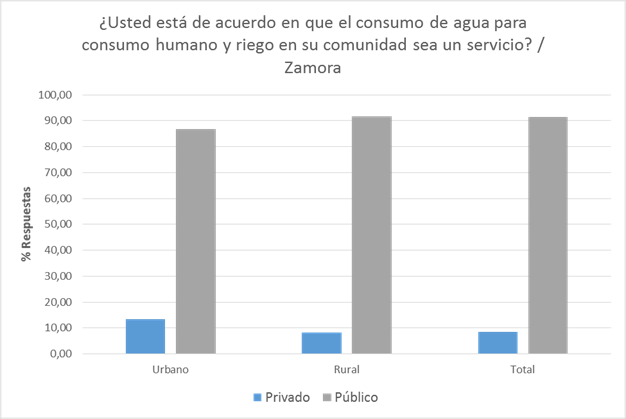 ¿Usted está de acuerdo en que el consumo de agua para
consumo humano y riego en su comunidad sea un servicio? /
Zamora
100,00
90,00
80,00
70,00
60,00
50,00
40,00
30,00
20,00
10,00
0,00
% Respuestas
Urbano
Rural
Total
Privado
Público